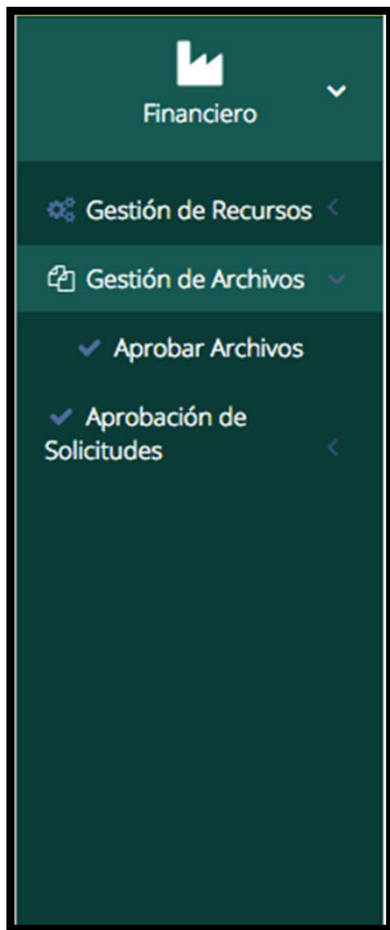 Financiero
Gestión de Recursos
Gestión de Archivos
Aprobar Archivos
Aprobación de
Solicitudes